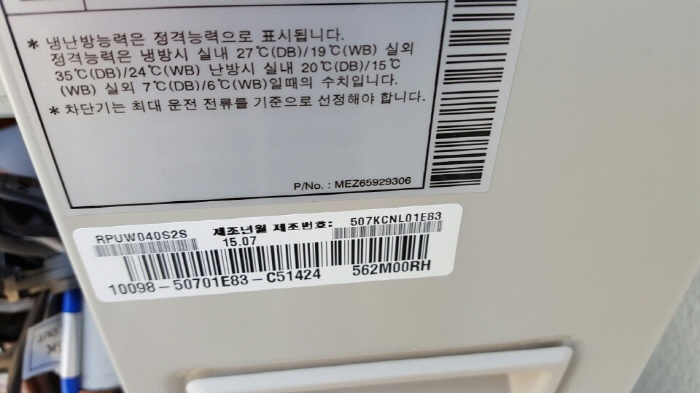 * 냉난방능력은 정격능력으로 표시됩니다.
정격능력은 냉방시 실내 27℃(DB)/19℃(WB) 실외
35℃(DB)/24℃(WB) 난방시 실내 20℃(DB)/15℃
(WB) 실외 7℃(DB)/6℃(WB)일때의 수치입니다.
* 차단기는 최대 운전 전류를 기준으로 선정해야 합니다.
P/No. : MEZ65929306
RPUW040S2S 제조년월 제조번호: 507KCNL01E83
15.07
10098-50701E83-C51424 562M00RH